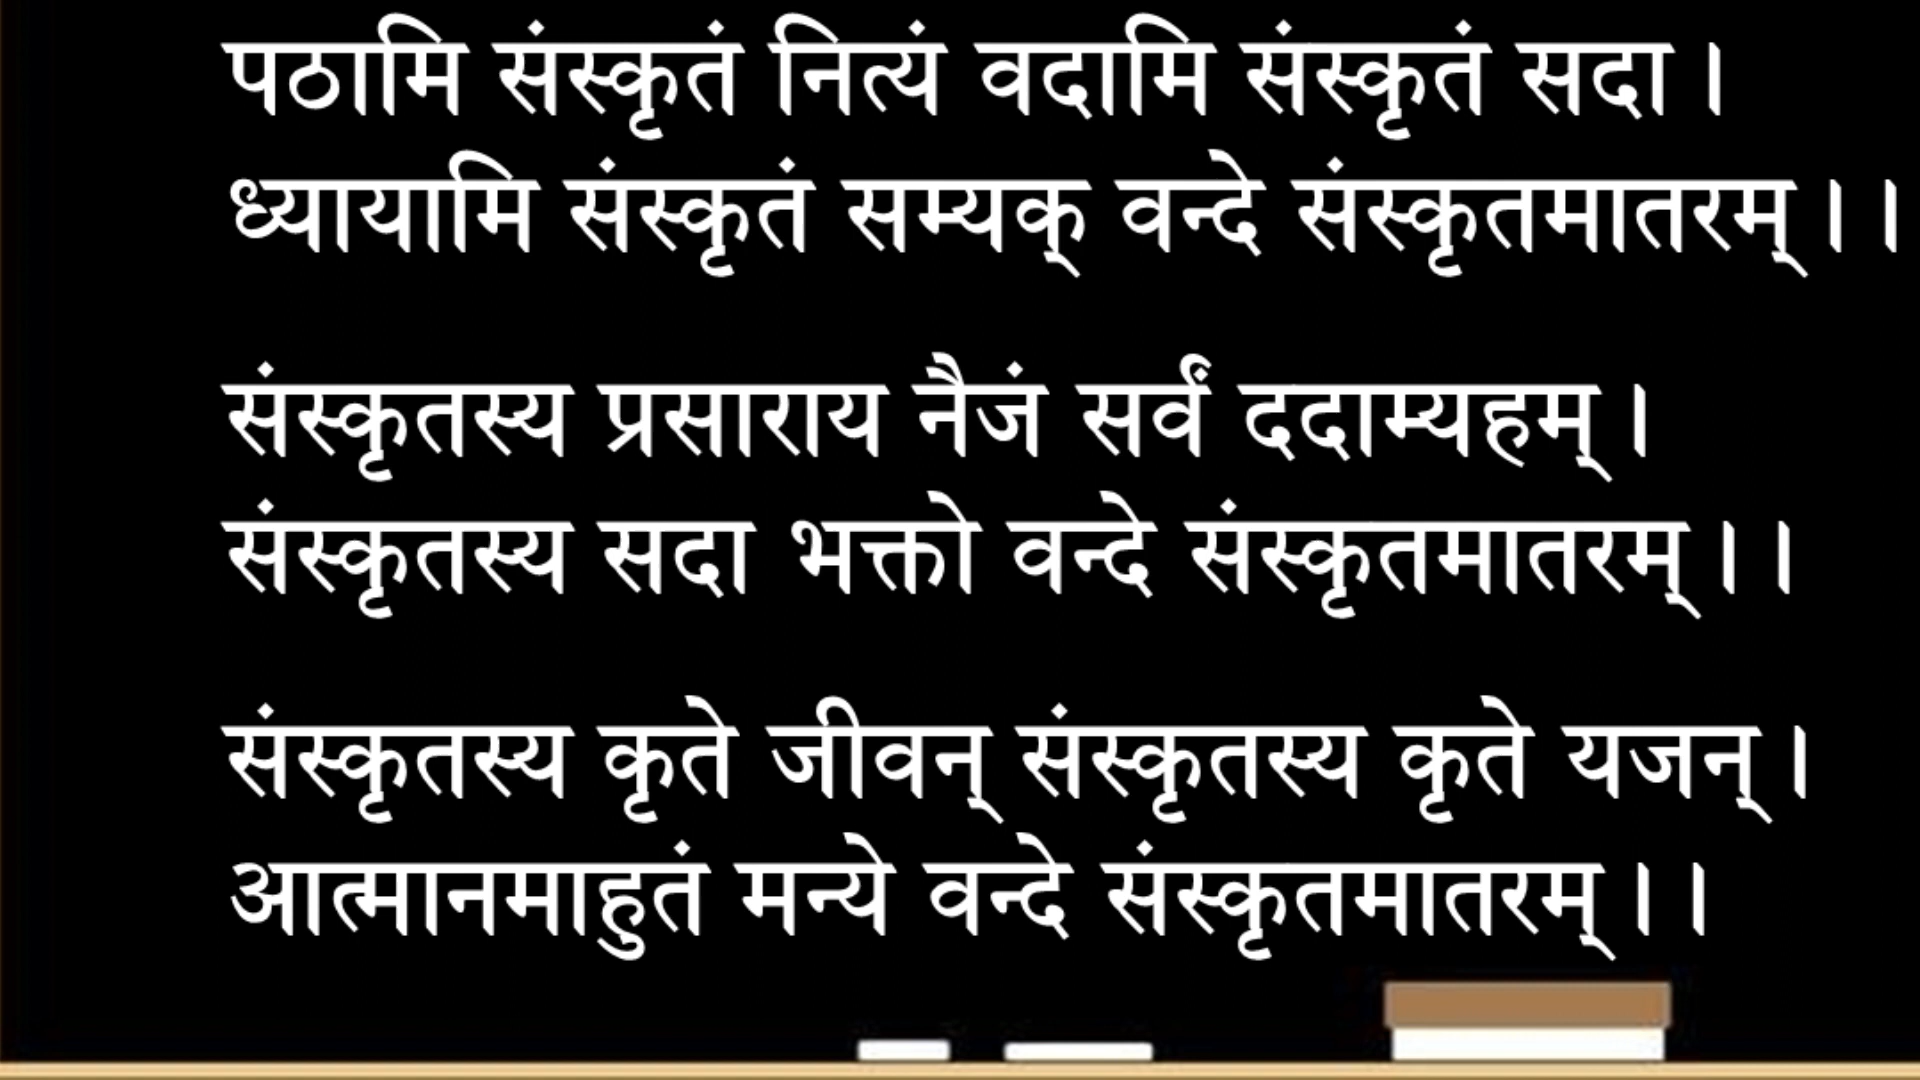 पठामि संस्कृतं नित्यं वदामि संस्कृतं सदा।
ध्यायामि संस्कृतं सम्यक् वन्दे संस्कृतमातरम्।।
संस्कृतस्य प्रसाराय नैजं सर्वं ददाम्यहम्।
संस्कृतस्य सदा भक्तो वन्दे संस्कृतमातरम्।।
संस्कृतस्य कृते जीवन् संस्कृतस्य कृते यजन्।
आत्मानमाहुतं मन्ये वन्दे संस्कृतमातरम्।।